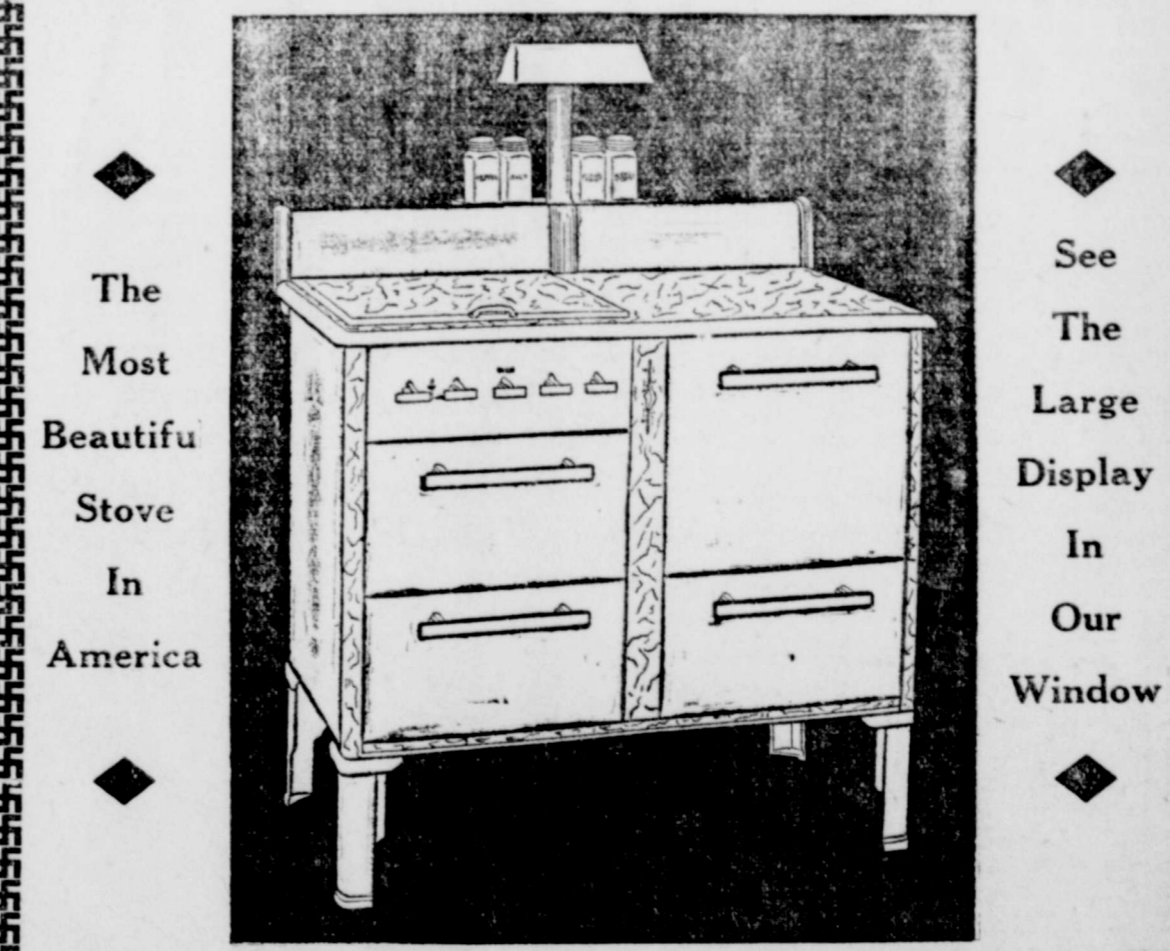 The
Most
Beautifu
Stove
In
America
See
The
Large
Display
In
Our
Window